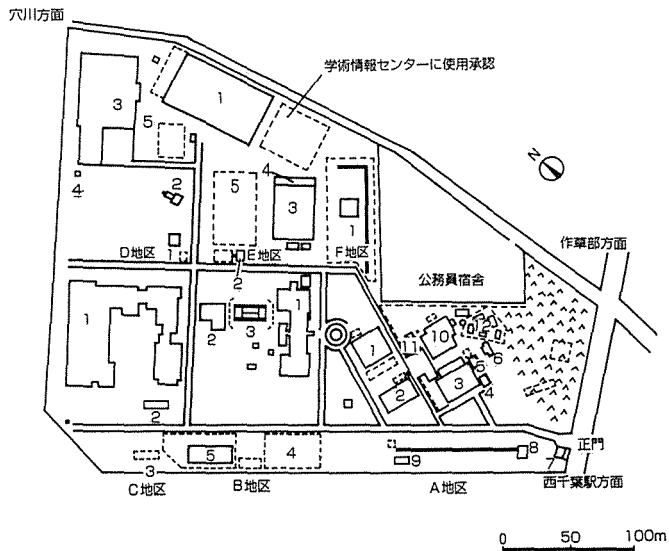 穴川方面
学術情報センターに使用承認
N
作草部方面
1
3
5
4
5
3
1
4
2
D地区
1
E地区
2
F地区
公務員宿舎
1
2
3
1
1
11
10
2
5
6
2
3
4
2
正門
3
5
4
9
8
西千葉駅方面
C地区
B地区
A地区
0 50 100m